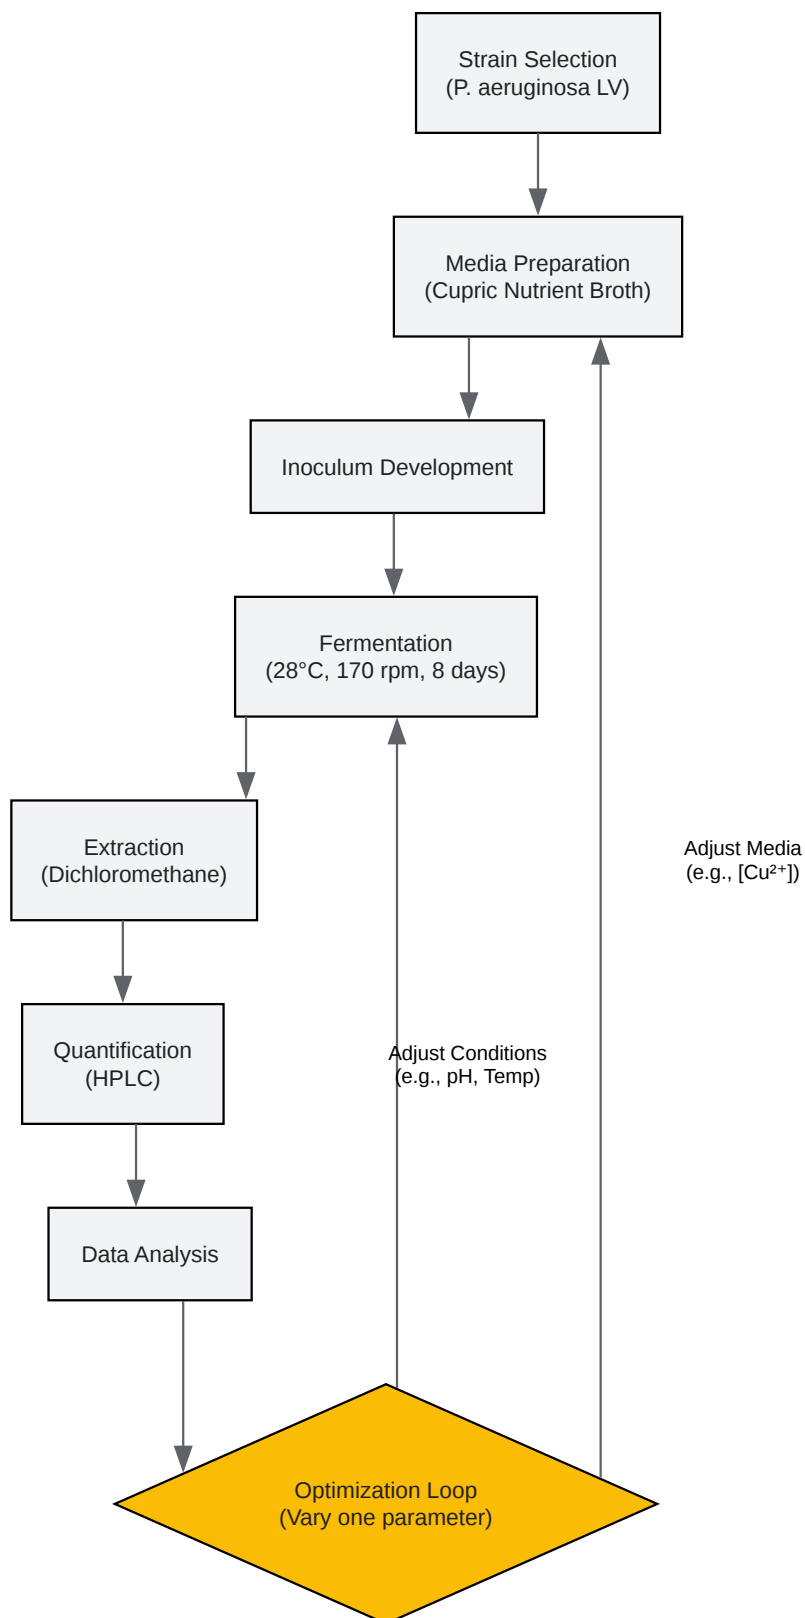 Strain Selection
(P. aeruginosa LV)
Media Preparation
(Cupric Nutrient Broth)
Inoculum Development
Fermentation
(28°C, 170 rpm, 8 days)
Extraction
(Dichloromethane)
Adjust Media
(e.g., [Cu²⁺])
Quantification
(HPLC)
Adjust Conditions
(e.g., pH, Temp)
Data Analysis
Optimization Loop
(Vary one parameter)